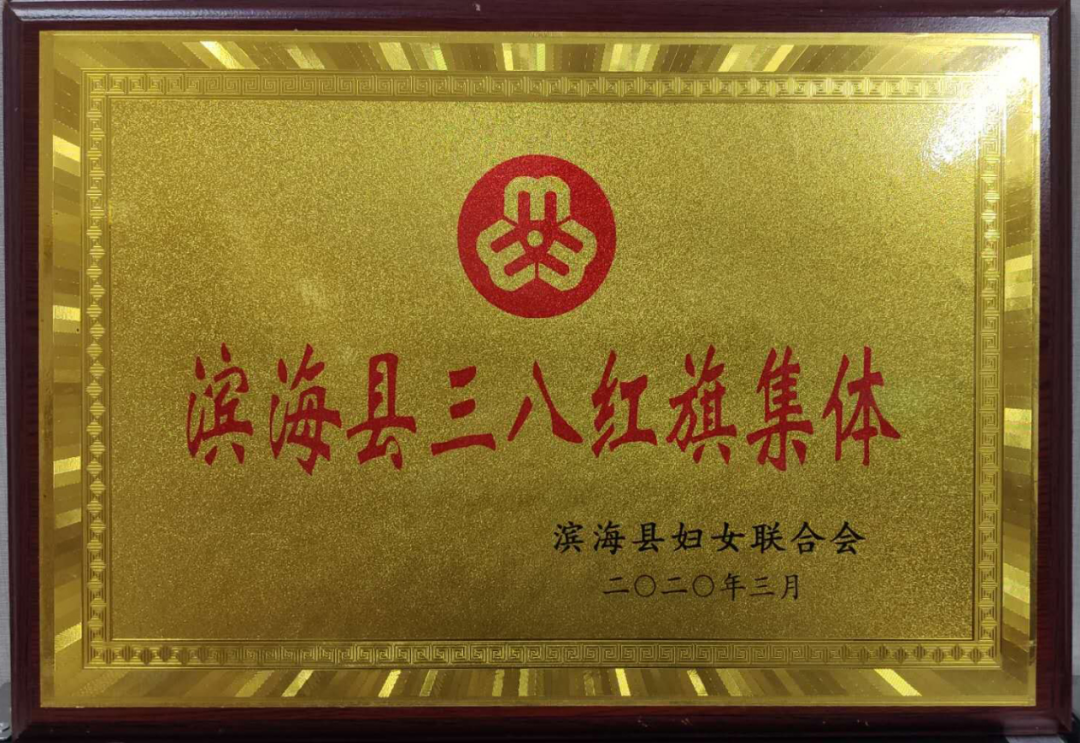 滨海县三八红旗集体
滨海县妇女联合会
二〇二〇年三月